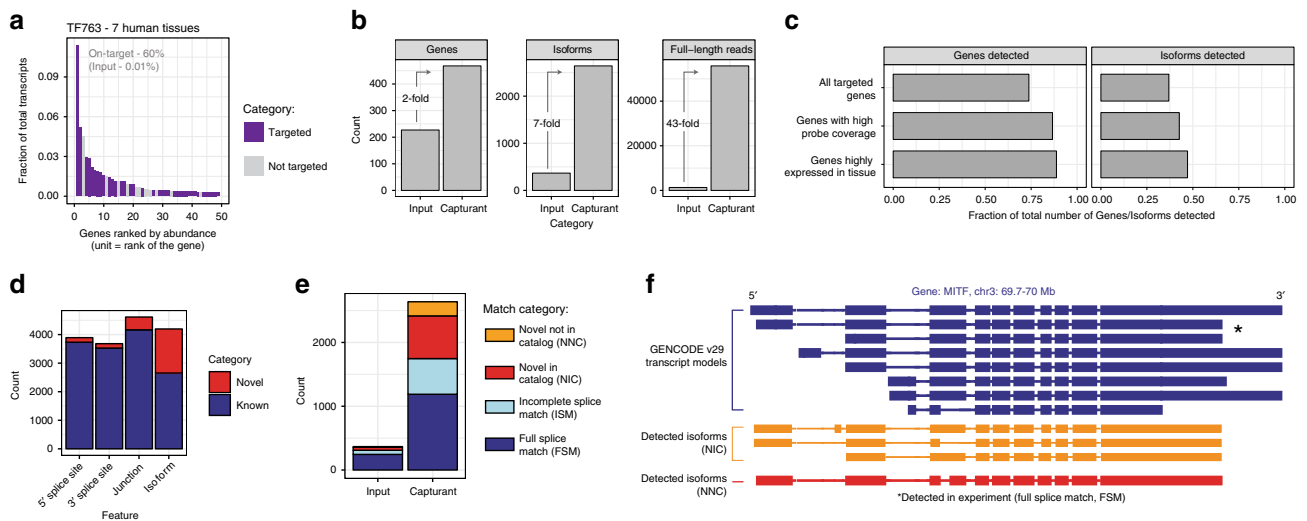 a
TF763 - 7 human tissues
On-target - 60%
(Input - 0.01%)
0.09
0.06
0.03
0.00
Fraction of total transcripts
0 10 20 30 40 50
Genes ranked by abundance
(unit = rank of the gene)
Category:
Targeted
Not targeted
b
Genes
Isoforms
Full-length reads
400
300
200
100
0
Count
2-fold
2000
1000
0
7-fold
40000
20000
0
43-fold
Input Capturant
Input Capturant
Input Capturant
Category
c
Genes detected
Isoforms detected
All targeted
genes
Genes with high
probe coverage
Genes highly
expressed in tissue
0.00 0.25 0.50 0.75 1.00
0.00 0.25 0.50 0.75 1.00
Fraction of total number of Genes/Isoforms detected
d
4000
3000
2000
1000
0
Count
5′ splice site
3′ splice site
Junction
Isoform
Feature
Category
Novel
Known
e
2000
1000
0
Count
Input Capturant
Match category:
Novel not in
catalog (NNC)
Novel in
catalog (NIC)
Incomplete splice
match (ISM)
Full splice
match (FSM)
f
Gene: MITF, chr3: 69.7-70 Mb
5′
3′
*
GENCODE v29
transcript models
Detected isoforms
(NIC)
Detected isoforms
(NNC)
*Detected in experiment (full splice match, FSM)